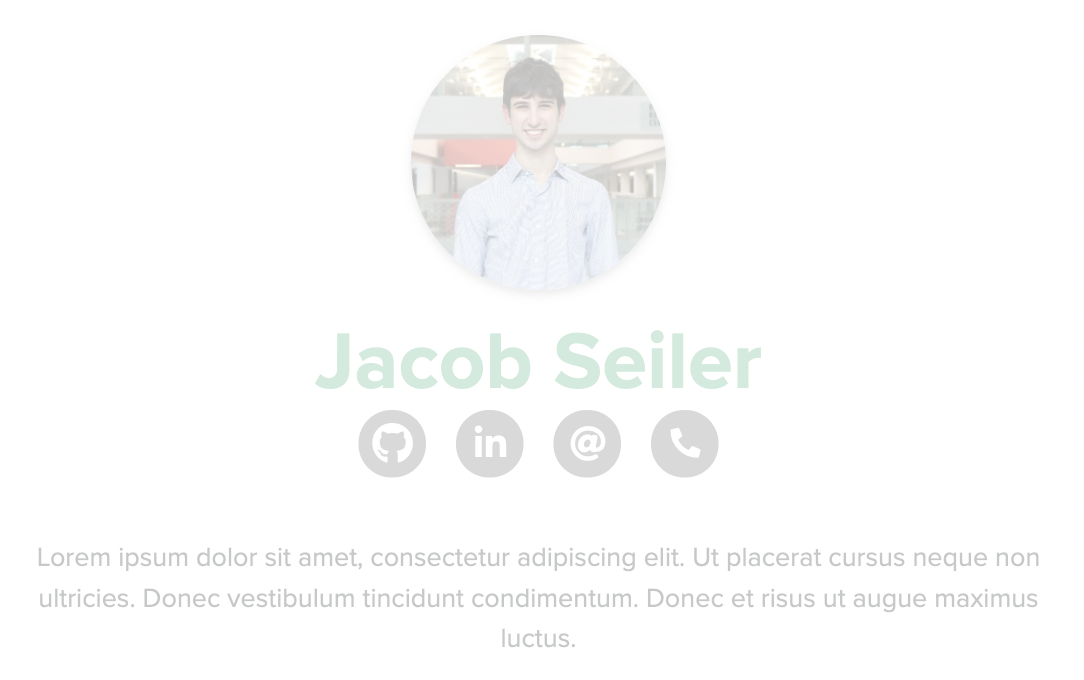 Jacob Seiler
in @
Lorem ipsum dolor sit amet, consectetur adipiscing elit. Ut placerat cursus neque non
ultricies. Donec vestibulum tincidunt condimentum. Donec et risus ut augue maximus
luctus.